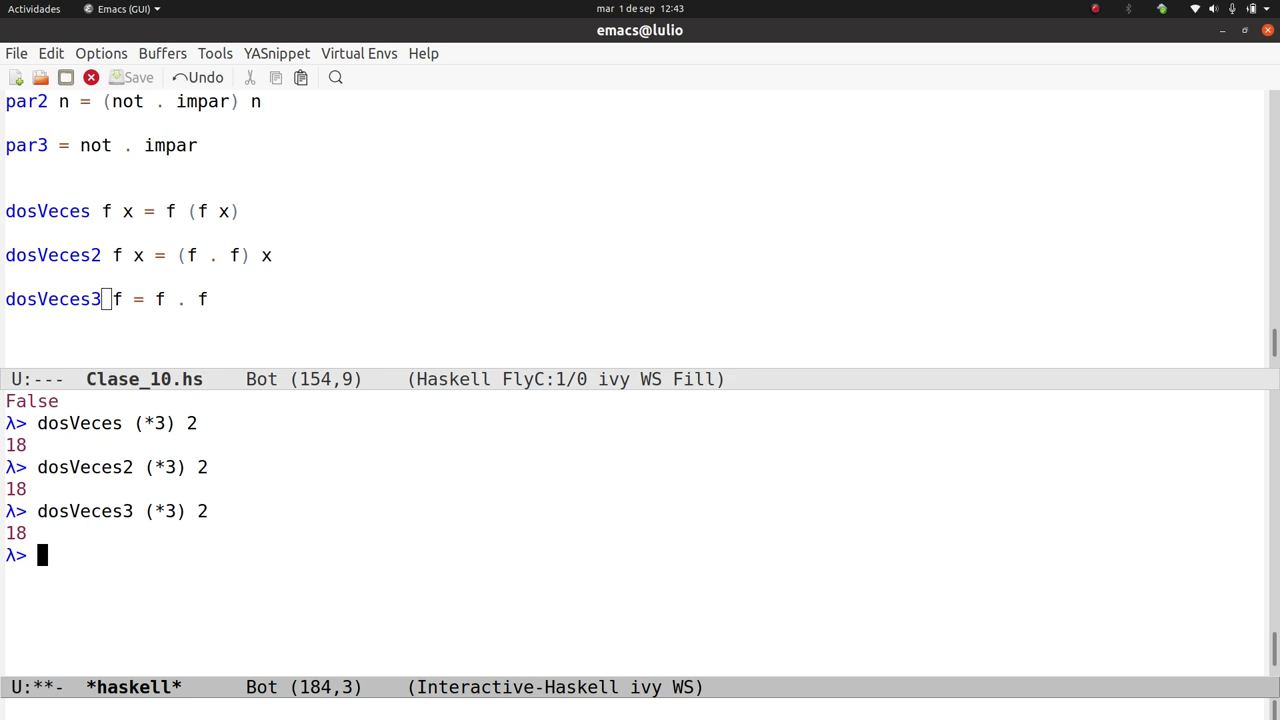 Actividades Emacs (GUI) mar 1 de sep 12:43
emacs@lulio
File Edit Options Buffers Tools YASnippet Virtual Envs Help
Save Undo
par2 n = (not . impar) n
par3 = not . impar
dosVeces f x = f (f x)
dosVeces2 f x = (f . f) x
dosVeces3 f = f . f
U:--- Clase_10.hs Bot (154,9) (Haskell FlyC:1/0 ivy WS Fill)
False
λ> dosVeces (*3) 2
18
λ> dosVeces2 (*3) 2
18
λ> dosVeces3 (*3) 2
18
λ>
U:**- *haskell* Bot (184,3) (Interactive-Haskell ivy WS)